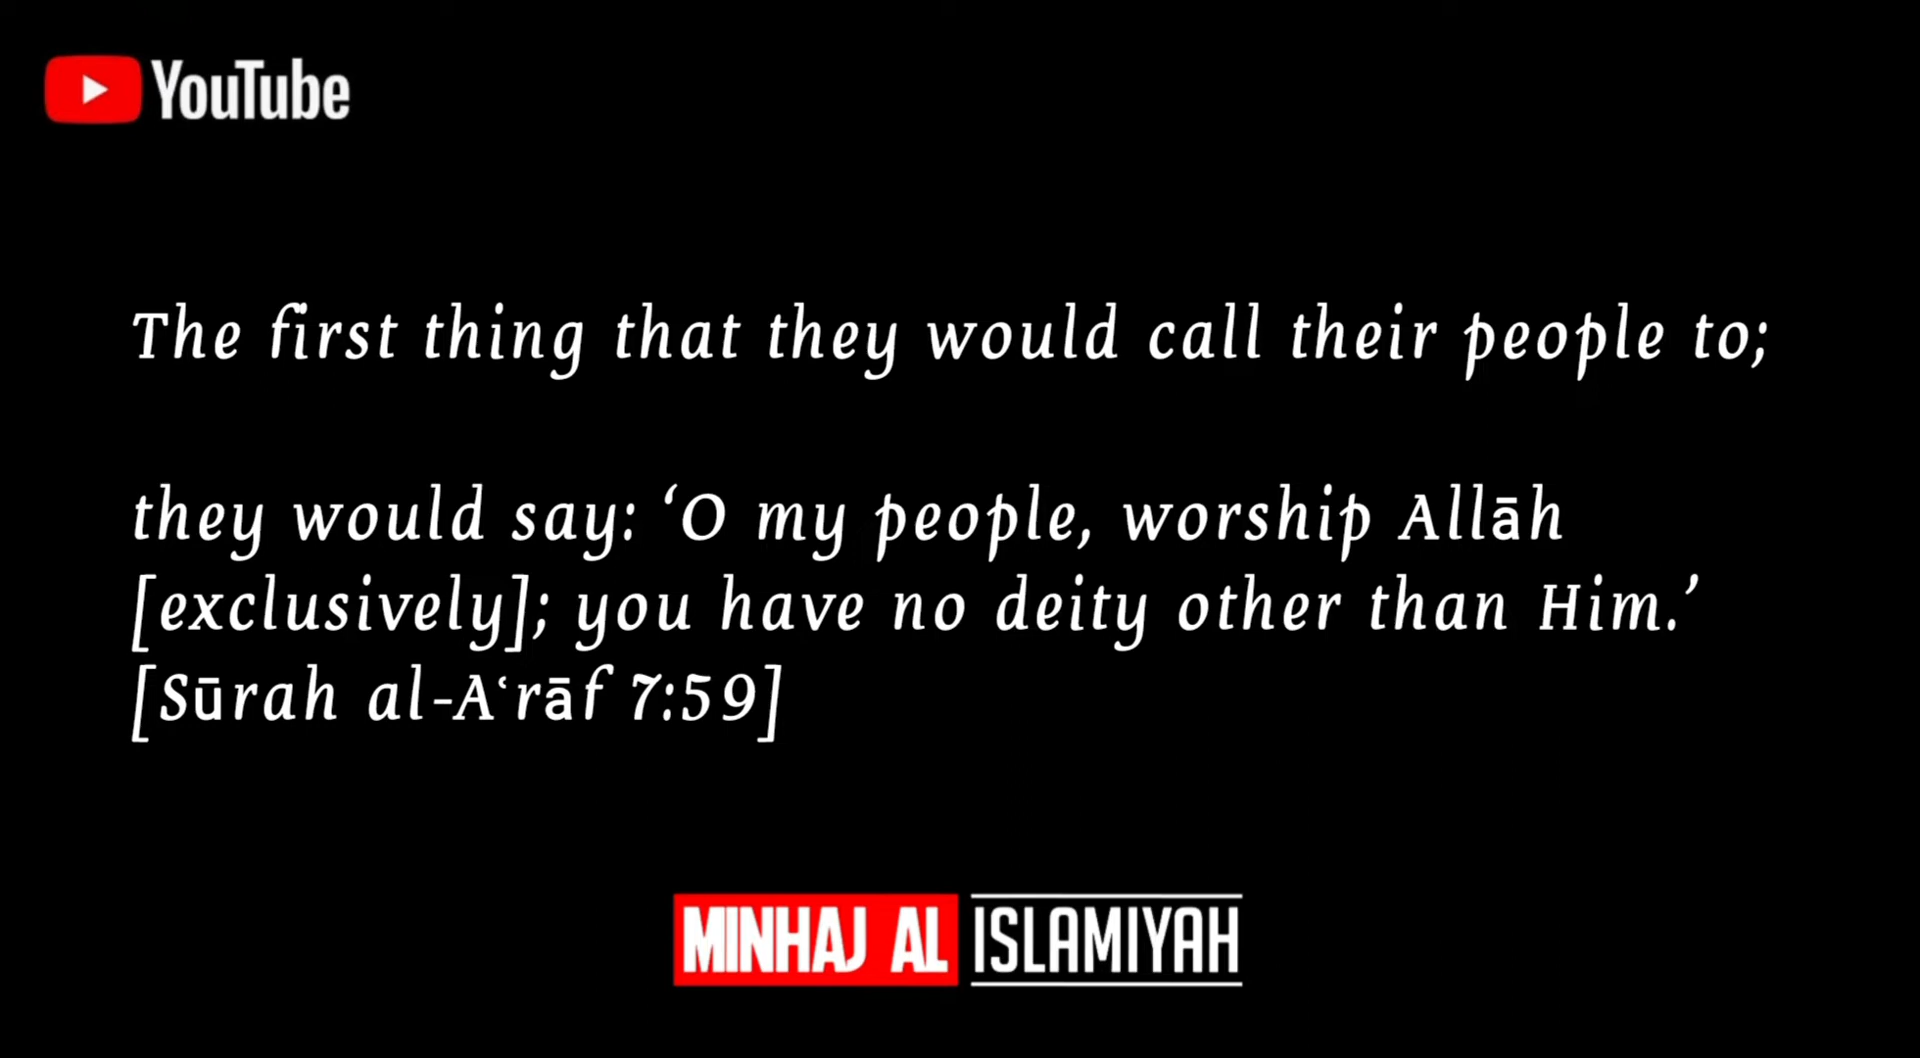 YouTube
The first thing that they would call their people to;
they would say: ‘O my people, worship Allāh
[exclusively]; you have no deity other than Him.’
[Sūrah al-Aʿrāf 7:59]
MINHAJ AL ISLAMIYAH